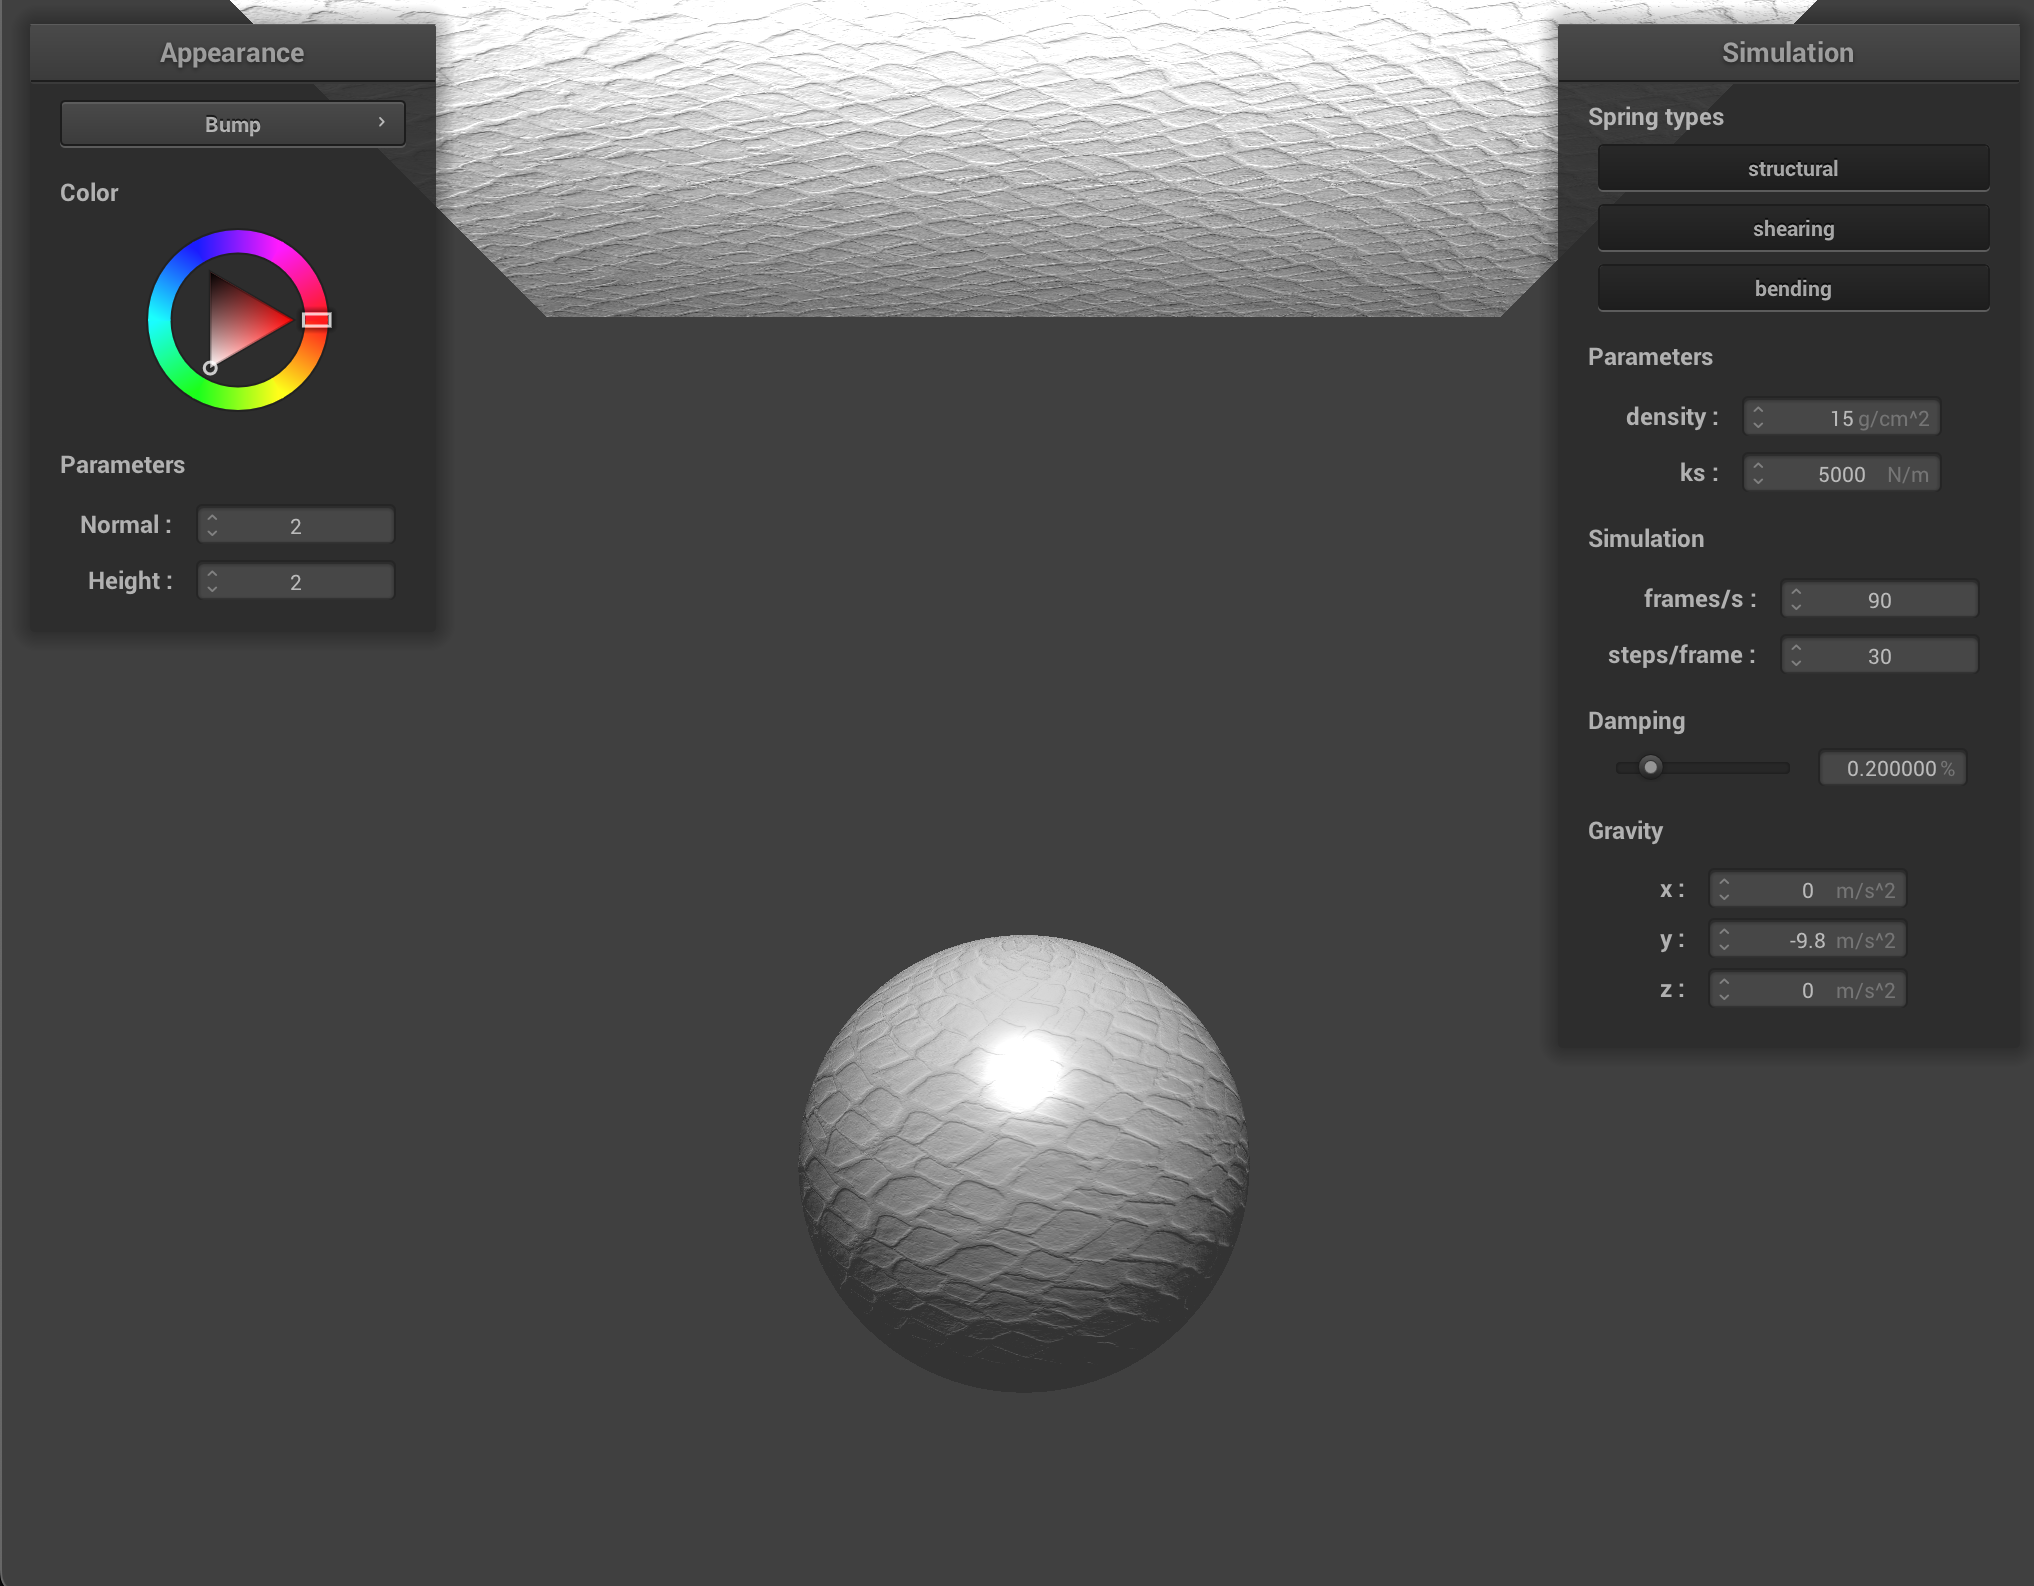 Appearance
Bump
Color
Parameters
Normal : 2
Height : 2
Simulation
Spring types
structural
shearing
bending
Parameters
density : 15 g/cm^2
ks : 5000 N/m
Simulation
frames/s : 90
steps/frame : 30
Damping
0.200000 %
Gravity
x : 0 m/s^2
y : -9.8 m/s^2
z : 0 m/s^2